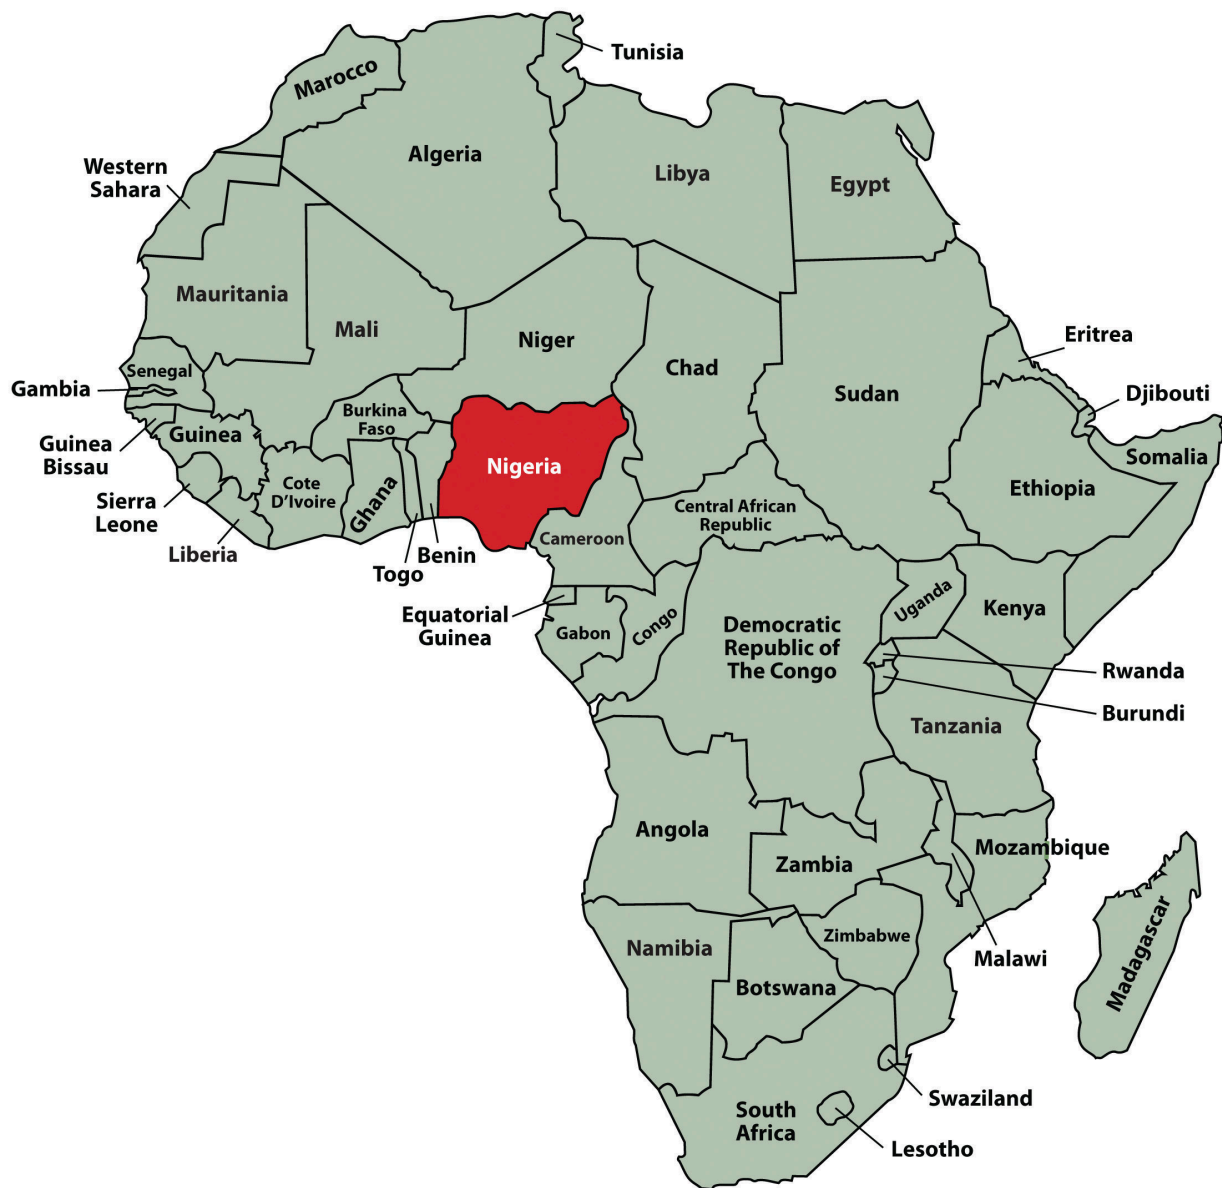 Tunisia
Marocco
Algeria
Western
Sahara
Libya
Egypt
Mauritania
Mali
Niger
Chad
Sudan
Eritrea
Senegal
Gambia
Djibouti
Burkina
Faso
Guinea
Guinea
Bissau
Nigeria
Somalia
Cote
D'Ivoire
Ghana
Ethiopia
Sierra
Leone
Central African
Republic
Liberia
Cameroon
Benin
Togo
Equatorial
Guinea
Gabon
Congo
Democratic
Republic of
The Congo
Uganda
Kenya
Rwanda
Burundi
Tanzania
Angola
Zambia
Mozambique
Malawi
Madagascar
Namibia
Zimbabwe
Botswana
Swaziland
South
Africa
Lesotho